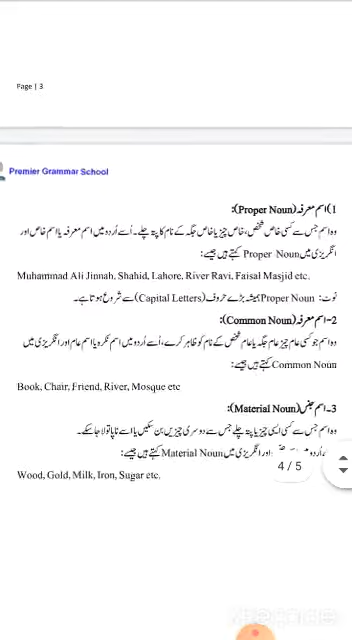 Page | 3
Premier Grammar School
1) اسم معرفہ (Proper Noun):
وہ اسم جس سے کسی خاص شخص، خاص چیز یا خاص جگہ کے نام کا پتہ چلے۔ اُسے اُردو میں اسم معرفہ یا اسم خاص اور
انگریزی میں Proper Noun کہتے ہیں جیسے:
Muhammad Ali Jinnah, Shahid, Lahore, River Ravi, Faisal Masjid etc.
نوٹ: Proper Noun ہمیشہ بڑے حروف (Capital Letters) سے شروع ہوتا ہے۔
2- اسم معرفہ (Common Noun):
وہ اسم جو کسی عام چیز عام جگہ یا عام شخص کے نام کو ظاہر کرے، اُسے اُردو میں اسم نکرہ یا اسم عام اور انگریزی میں
Common Noun کہتے ہیں جیسے:
Book, Chair, Friend, River, Mosque etc
3- اسم جنس (Material Noun):
وہ اسم جس سے کسی ایسی چیز کا پتہ چلے جس سے دوسری چیزیں بن سکیں یا اسے ناپا تولا جا سکے۔
اُردو میں اور انگریزی میں Material Noun کہتے ہیں جیسے:
4 / 5
Wood, Gold, Milk, Iron, Sugar etc.